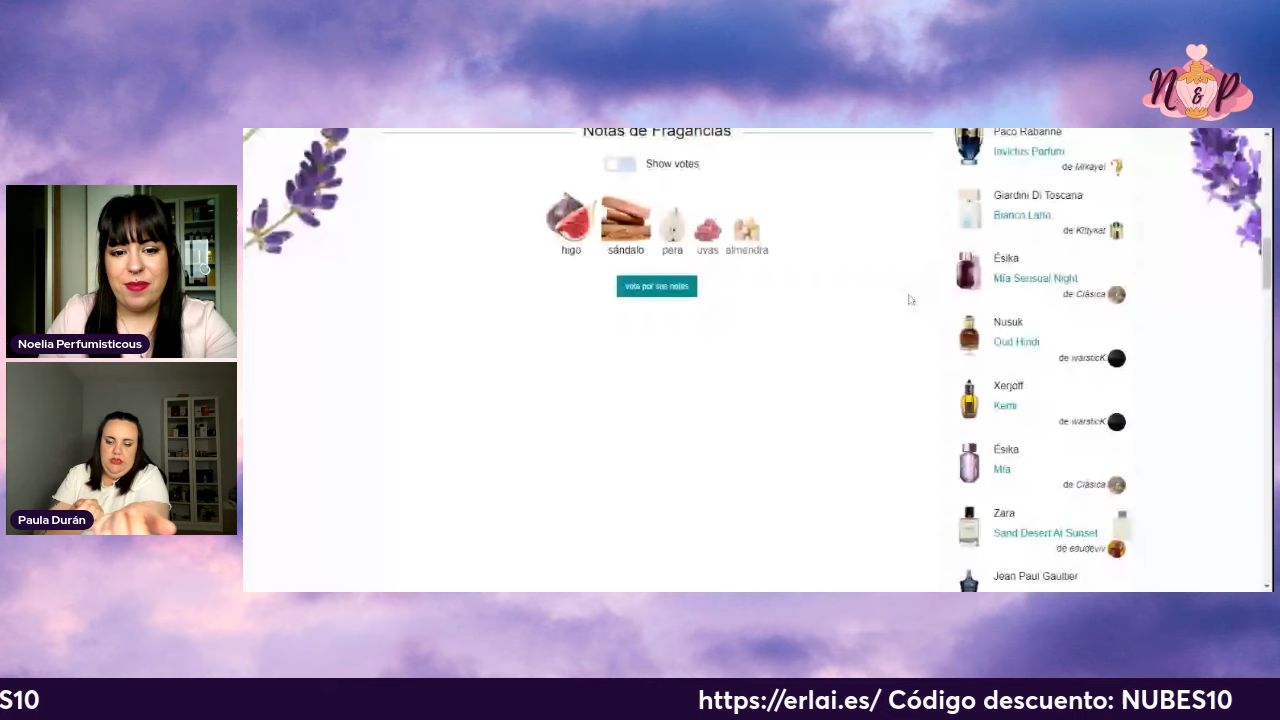 N & P
Notas de Fragancias
Show votes
higo
sándalo
pera
uvas
almendra
vota por sus notas
Paco Rabanne
Invictus Parfum
de Mikayel
Giardini Di Toscana
Bianco Latte
de Kittykat
Ésika
Mía Sensual Night
de Clásica
Nusuk
Oud Hindi
de warsticK
Xerjoff
Kemi
de warsticK
Ésika
Mía
de Clásica
Zara
Sand Desert At Sunset
de eaudeviv
Jean Paul Gaultier
Noelia Perfumisticous
Paula Durán
S10
https://erlai.es/ Código descuento: NUBES10